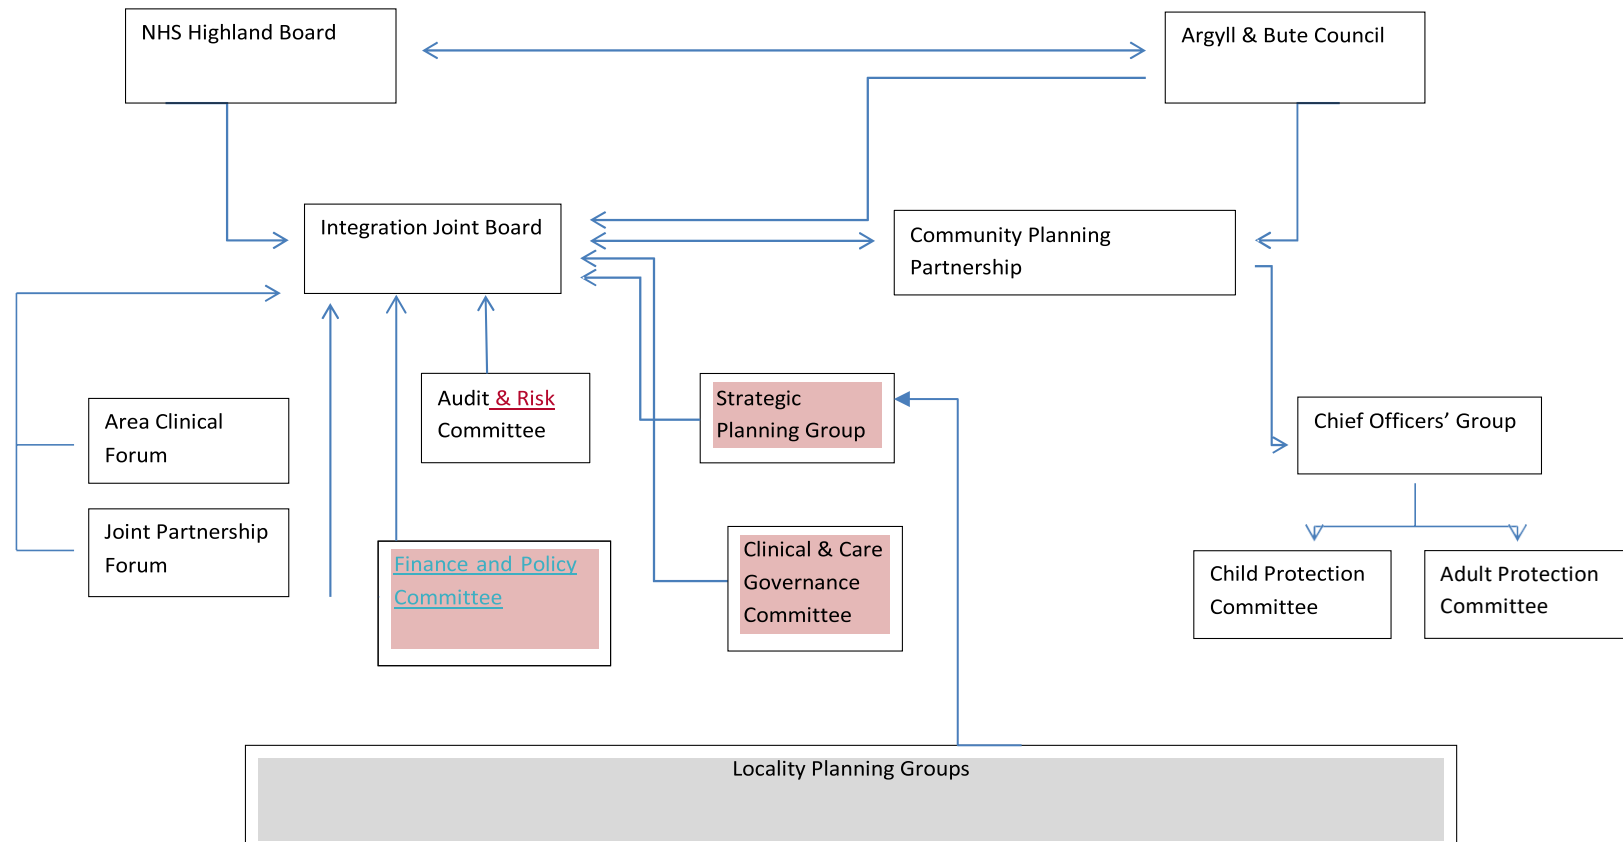 NHS Highland Board
Argyll & Bute Council
Integration Joint Board
Community Planning
Partnership
Audit & Risk
Committee
Strategic
Planning Group
Area Clinical
Forum
Chief Officers’ Group
Joint Partnership
Forum
Finance and Policy
Committee
Clinical & Care
Governance
Committee
Child Protection
Committee
Adult Protection
Committee
Locality Planning Groups